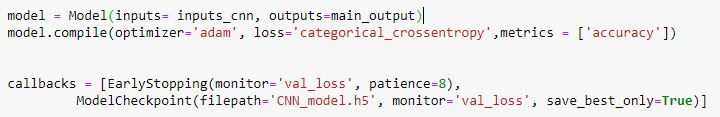 model = Model(inputs= inputs_cnn, outputs=main_output)
model.compile(optimizer='adam', loss='categorical_crossentropy',metrics = ['accuracy'])
callbacks = [EarlyStopping(monitor='val_loss', patience=8),
ModelCheckpoint(filepath='CNN_model.h5', monitor='val_loss', save_best_only=True)]